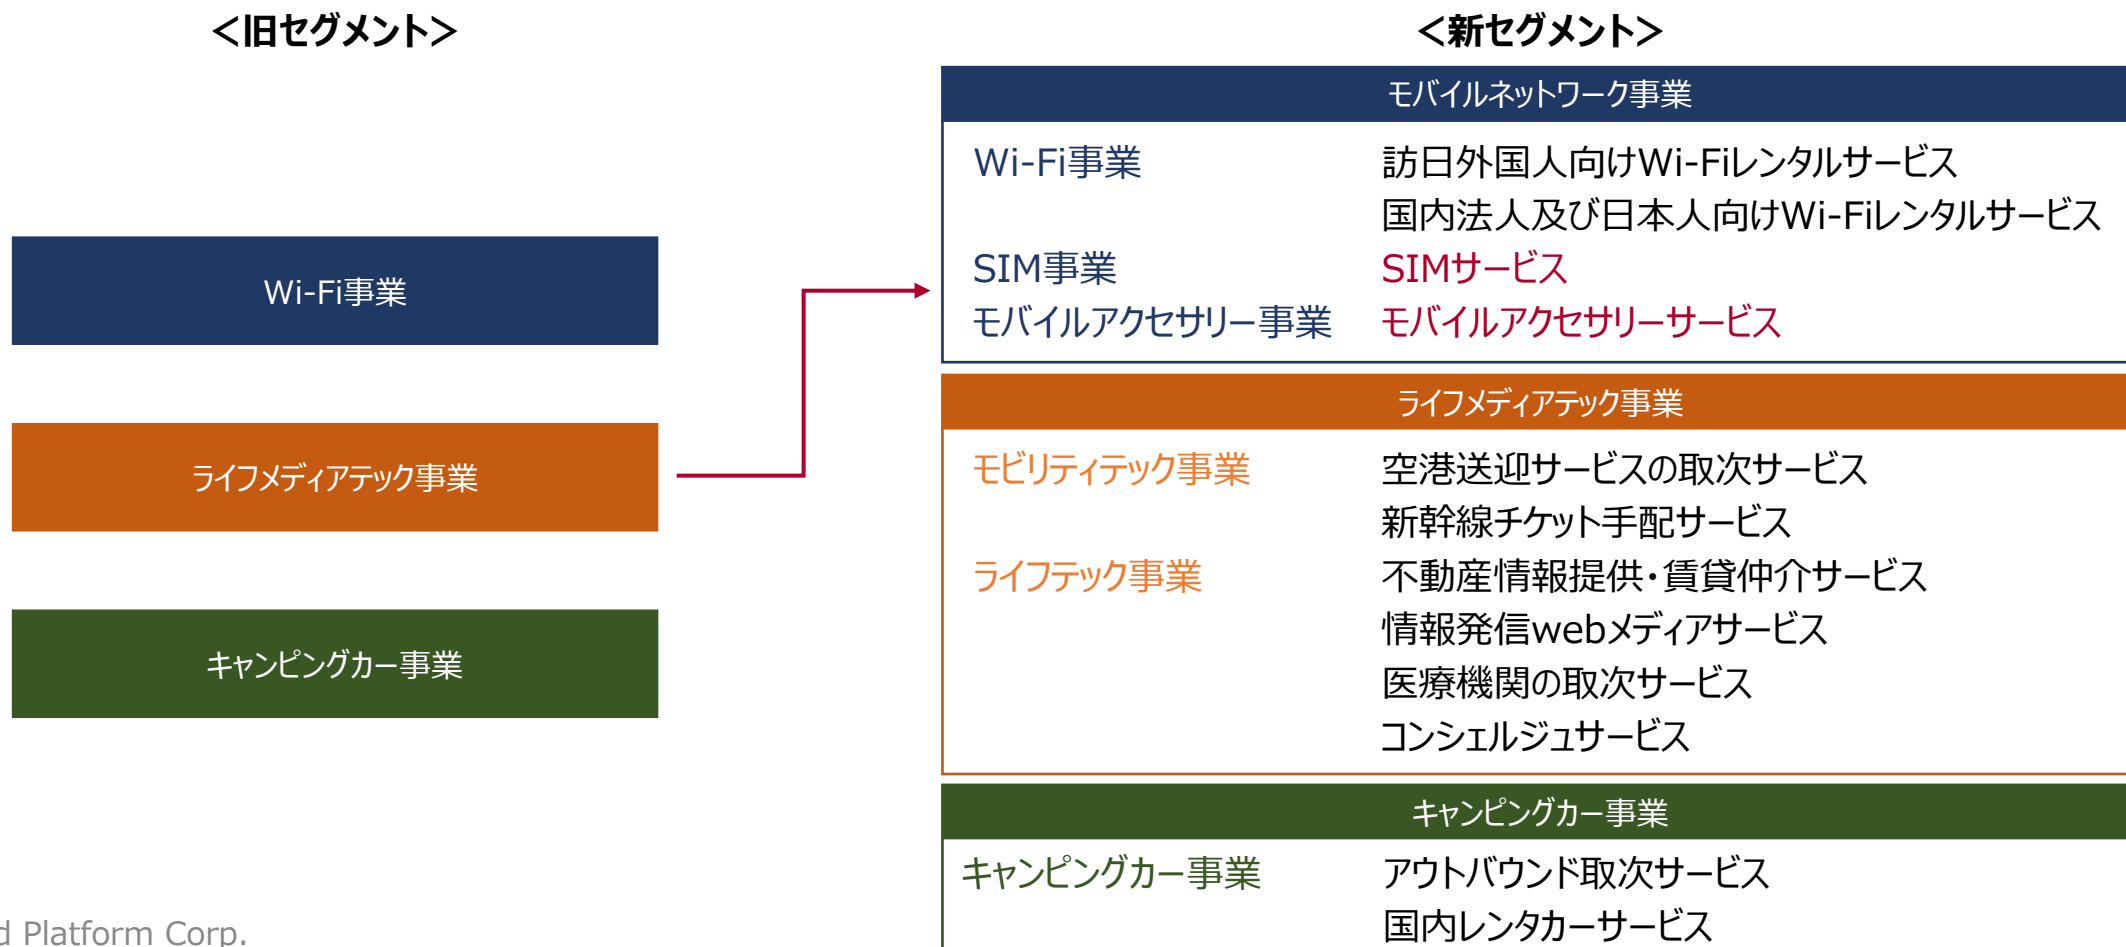 ＜旧セグメント＞
Wi-Fi事業
ライフメディアテック事業
キャンピングカー事業
＜新セグメント＞
モバイルネットワーク事業
Wi-Fi事業 訪日外国人向けWi-Fiレンタルサービス
国内法人及び日本人向けWi-Fiレンタルサービス
SIM事業 SIMサービス
モバイルアクセサリー事業 モバイルアクセサリーサービス
ライフメディアテック事業
モビリティテック事業 空港送迎サービスの取次サービス
新幹線チケット手配サービス
ライフテック事業 不動産情報提供・賃貸仲介サービス
情報発信webメディアサービス
医療機関の取次サービス
コンシェルジュサービス
キャンピングカー事業
キャンピングカー事業 アウトバウンド取次サービス
国内レンタカーサービス
d Platform Corp.